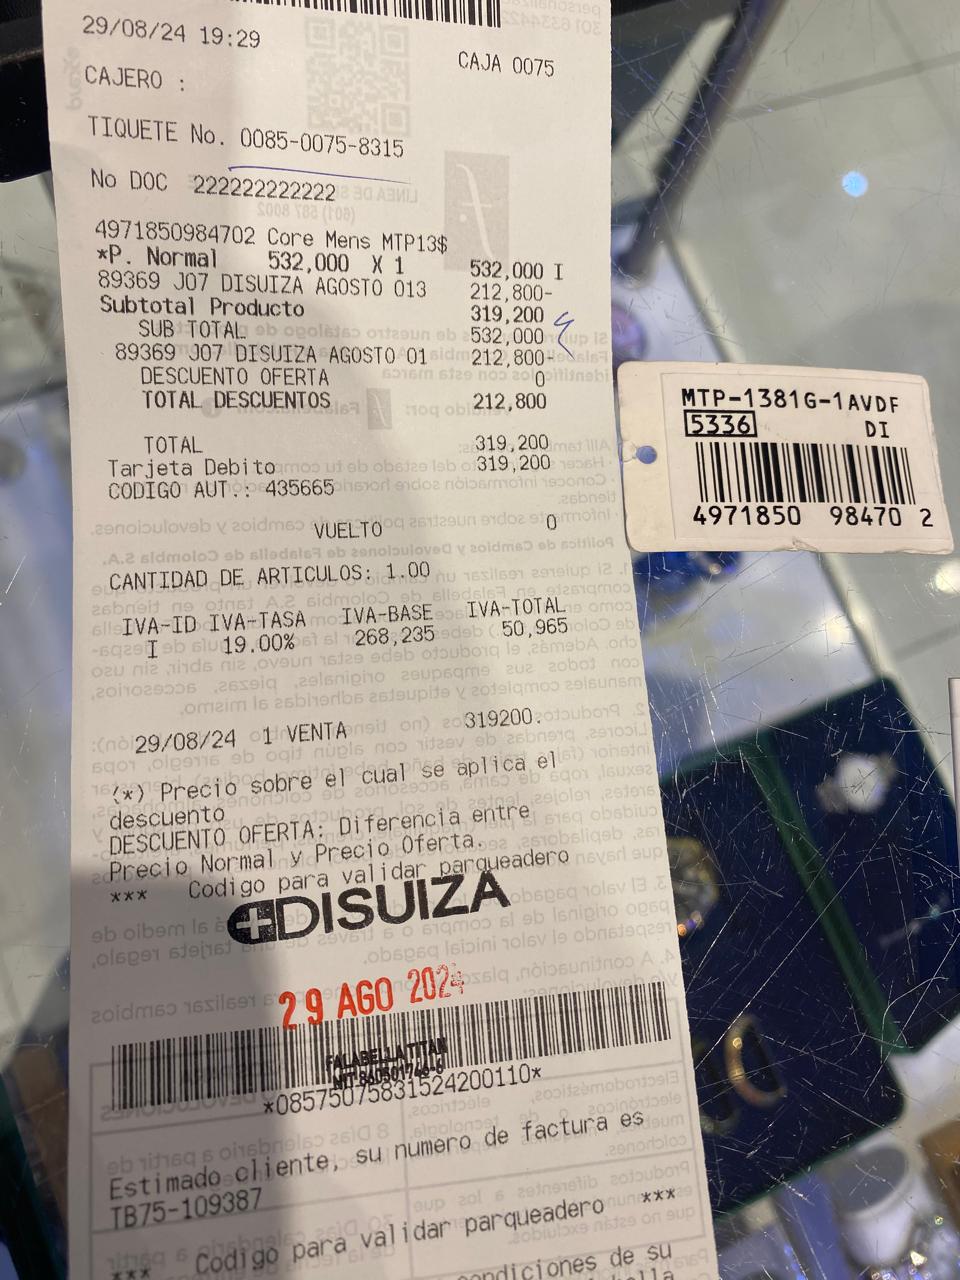 29/08/24 19:29
CAJA 0075
CAJERO :
TIQUETE No. 0085-0075-8315
No DOC 222222222222
4971850984702 Core Mens MTP13$
*P. Normal 532,000 X 1 532,000 I
89369 J07 DISUIZA AGOSTO 013 212,800-
Subtotal Producto 319,200
SUB TOTAL 532,000
89369 J07 DISUIZA AGOSTO 01 212,800-
DESCUENTO OFERTA 0
TOTAL DESCUENTOS 212,800
TOTAL 319,200
Tarjeta Debito 319,200
CODIGO AUT.: 435665
VUELTO 0
CANTIDAD DE ARTICULOS: 1.00
IVA-ID IVA-TASA IVA-BASE IVA-TOTAL
I 19.00% 268,235 50,965
29/08/24 1 VENTA 319200.
(*) Precio sobre el cual se aplica el
descuento
DESCUENTO OFERTA: Diferencia entre
Precio Normal y Precio Oferta.
*** Codigo para validar parqueadero
DISUIZA
29 AGO 2024
FALABELLA TITAN
NIT
*08575075831524200110*
Estimado cliente, su numero de factura es
TB75-109387
*** Codigo para validar parqueadero ***
ondiciones de su
MTP-1381G-1AVDF
5336 DI
4971850 98470 2